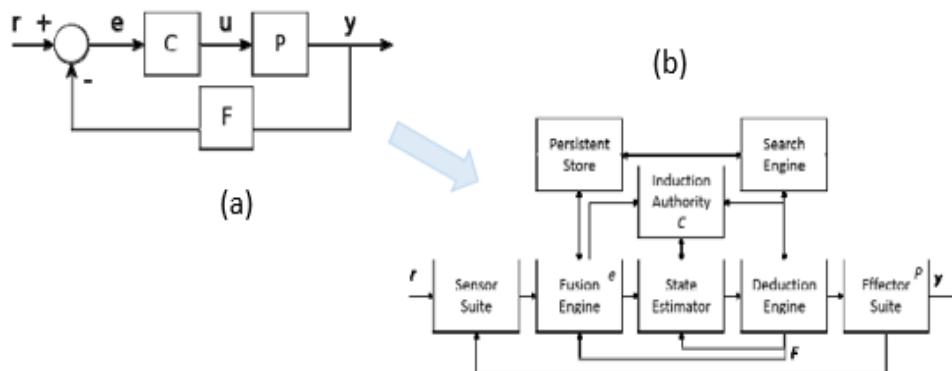 r + e C u P y
-
F
(a)
(b)
Persistent
Store
Search
Engine
Induction
Authority
C
r
Sensor
Suite
Fusion
Engine
e
State
Estimator
Deduction
Engine
Effector
Suite
P
y
F